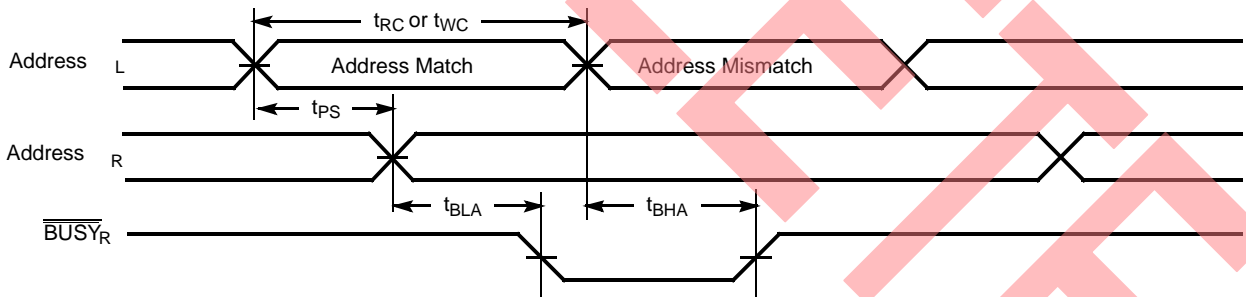 tRC or tWC
Address L Address Match Address Mismatch
tPS
Address R
tBLA tBHA
BUSYR